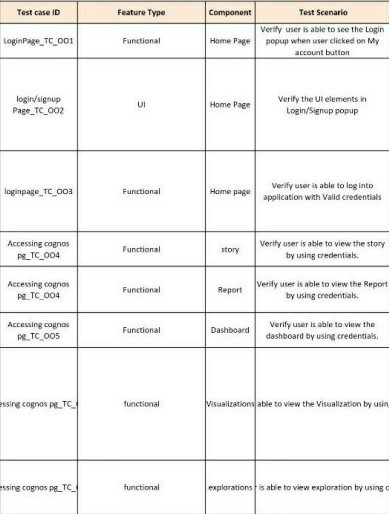 Test case ID Feature Type Component Test Scenario
LoginPage_TC_OO1 Functional Home Page Verify user is able to see the Login
popup when user clicked on My
account button
login/signup
Page_TC_OO2 UI Home Page Verify the UI elements in
Login/Signup popup
loginpage_TC_OO3 Functional Home page Verify user is able to log into
application with Valid credentials
Accessing cognos
pg_TC_OO4 Functional story Verify user is able to view the story
by using credentials.
Accessing cognos
pg_TC_OO4 Functional Report Verify user is able to view the Report
by using credentials.
Accessing cognos
pg_TC_OO5 Functional Dashboard Verify user is able to view the
dashboard by using credentials.
essing cognos pg_TC_ functional Visualizations able to view the Visualization by usin
essing cognos pg_TC_ functional explorations is able to view exploration by using